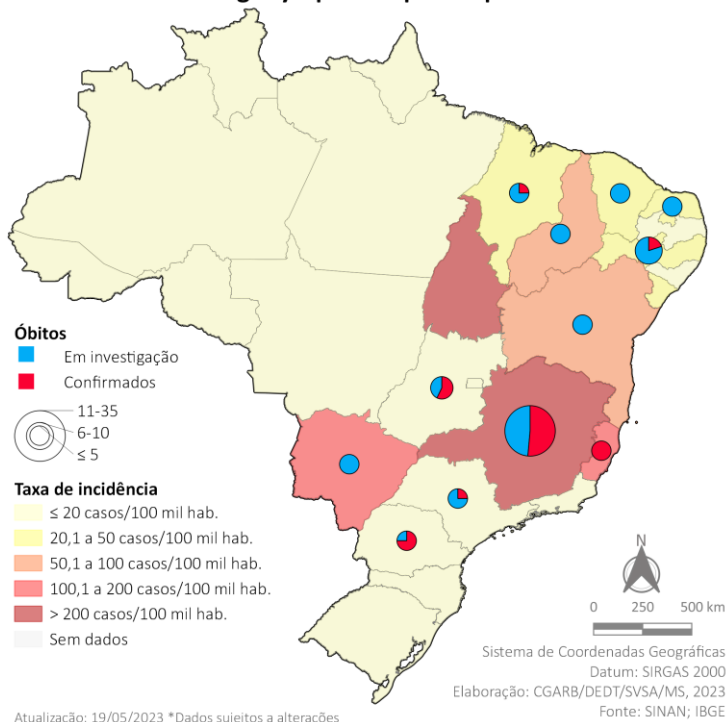 Óbitos
Em investigação
Confirmados
11-35
6-10
≤ 5
Taxa de incidência
≤ 20 casos/100 mil hab.
20,1 a 50 casos/100 mil hab.
50,1 a 100 casos/100 mil hab.
100,1 a 200 casos/100 mil hab.
> 200 casos/100 mil hab.
Sem dados
N
0 250 500 km
Sistema de Coordenadas Geográficas
Datum: SIRGAS 2000
Elaboração: CGARB/DEDT/SVSA/MS, 2023
Fonte: SINAN; IBGE
Atualização: 19/05/2023 *Dados sujeitos a alterações